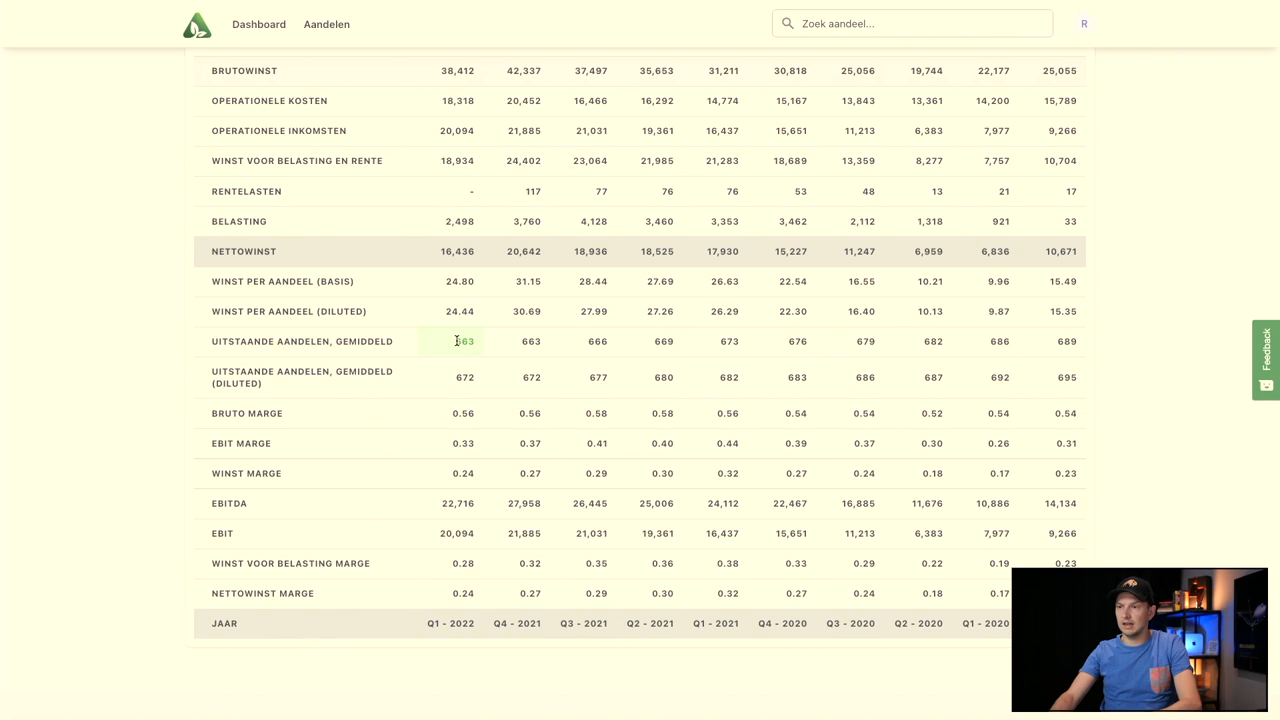 Dashboard Aandelen Zoek aandeel... R
BRUTOWINST 38,412 42,337 37,497 35,653 31,211 30,818 25,056 19,744 22,177 25,055
OPERATIONELE KOSTEN 18,318 20,452 16,466 16,292 14,774 15,167 13,843 13,361 14,200 15,789
OPERATIONELE INKOMSTEN 20,094 21,885 21,031 19,361 16,437 15,651 11,213 6,383 7,977 9,266
WINST VOOR BELASTING EN RENTE 18,934 24,402 23,064 21,985 21,283 18,689 13,359 8,277 7,757 10,704
RENTELASTEN - 117 77 76 76 53 48 13 21 17
BELASTING 2,498 3,760 4,128 3,460 3,353 3,462 2,112 1,318 921 33
NETTOWINST 16,436 20,642 18,936 18,525 17,930 15,227 11,247 6,959 6,836 10,671
WINST PER AANDEEL (BASIS) 24.80 31.15 28.44 27.69 26.63 22.54 16.55 10.21 9.96 15.49
WINST PER AANDEEL (DILUTED) 24.44 30.69 27.99 27.26 26.29 22.30 16.40 10.13 9.87 15.35
UITSTAANDE AANDELEN, GEMIDDELD 663 663 666 669 673 676 679 682 686 689
UITSTAANDE AANDELEN, GEMIDDELD
(DILUTED) 672 672 677 680 682 683 686 687 692 695
BRUTO MARGE 0.56 0.56 0.58 0.58 0.56 0.54 0.54 0.52 0.54 0.54
EBIT MARGE 0.33 0.37 0.41 0.40 0.44 0.39 0.37 0.30 0.26 0.31
WINST MARGE 0.24 0.27 0.29 0.30 0.32 0.27 0.24 0.18 0.17 0.23
EBITDA 22,716 27,958 26,445 25,006 24,112 22,467 16,885 11,676 10,886 14,134
EBIT 20,094 21,885 21,031 19,361 16,437 15,651 11,213 6,383 7,977 9,266
WINST VOOR BELASTING MARGE 0.28 0.32 0.35 0.36 0.38 0.33 0.29 0.22 0.19 0.23
NETTOWINST MARGE 0.24 0.27 0.29 0.30 0.32 0.27 0.24 0.18 0.17
JAAR Q1 - 2022 Q4 - 2021 Q3 - 2021 Q2 - 2021 Q1 - 2021 Q4 - 2020 Q3 - 2020 Q2 - 2020 Q1 - 2020
Feedback